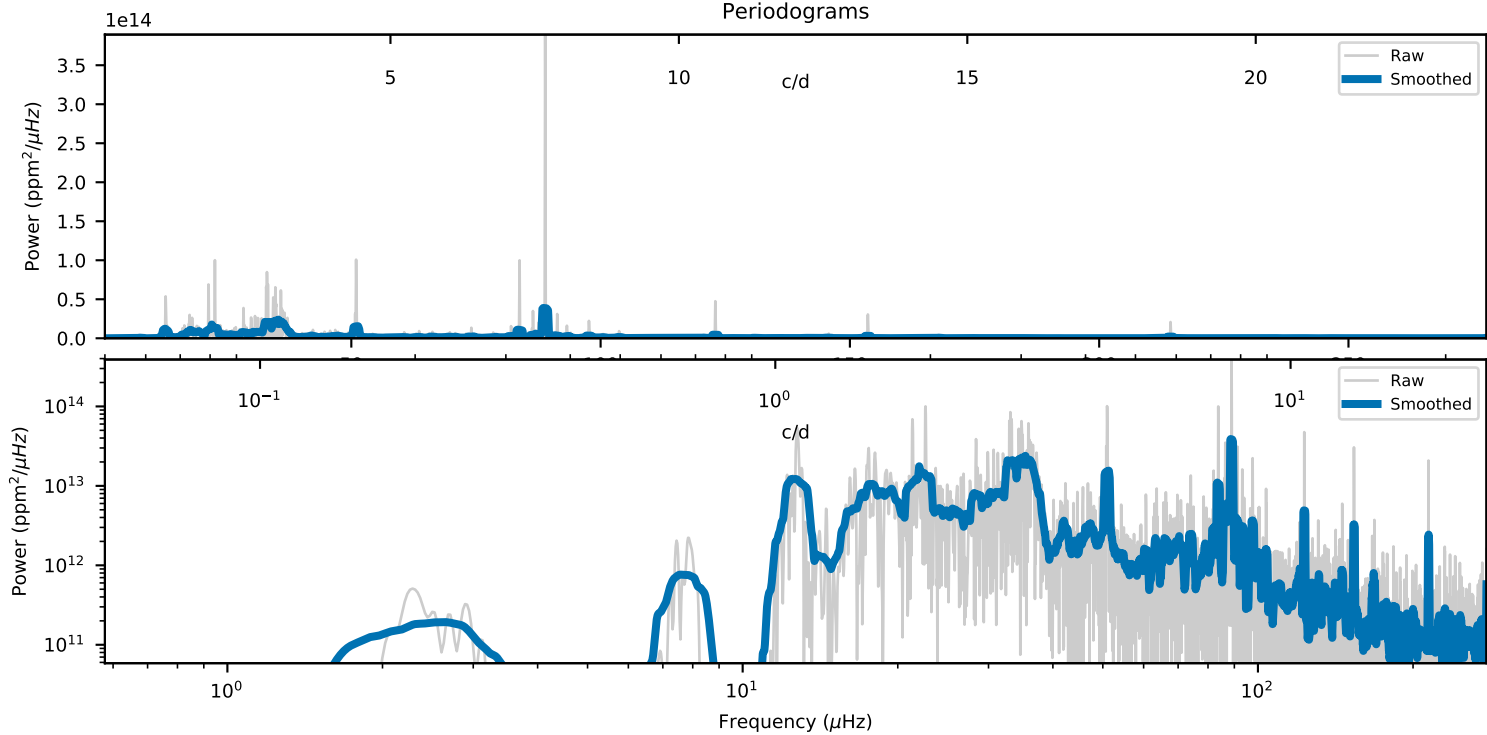 Periodograms
1e14
3.5
3.0
2.5
2.0
1.5
1.0
0.5
0.0
Power (ppm²/μHz)
5 10 15 20
c/d
Raw
Smoothed
10¹⁴
10¹³
10¹²
10¹¹
Power (ppm²/μHz)
10⁻¹ 10⁰ 10¹
c/d
Raw
Smoothed
10⁰ 10¹ 10²
Frequency (μHz)